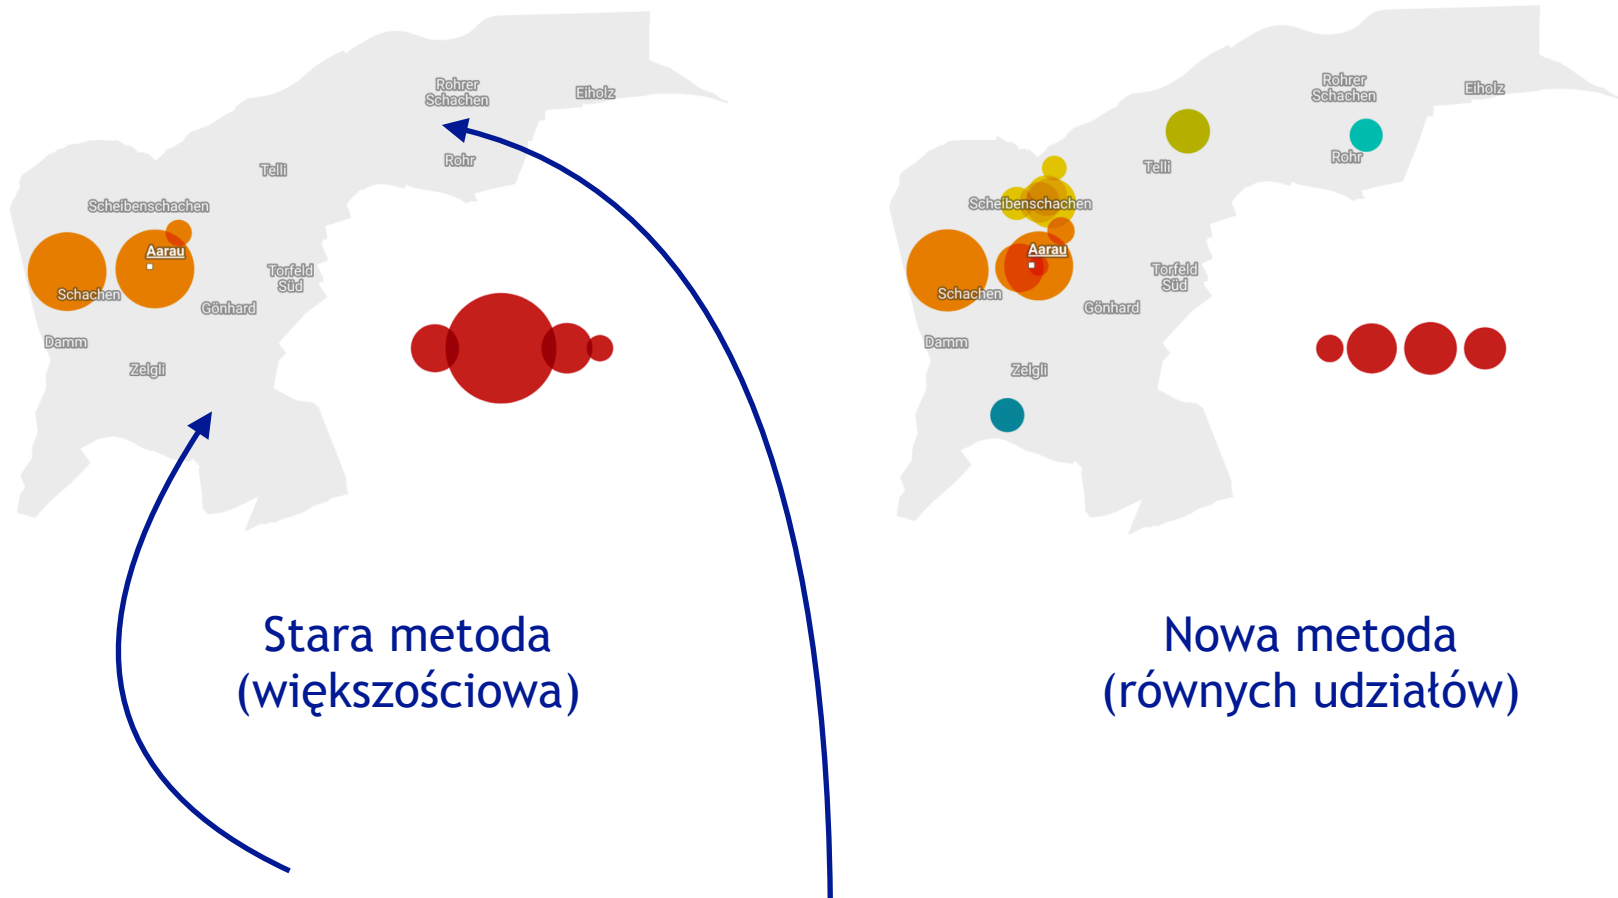 Rohrer
Schachen
Eiholz
Rohr
Telli
Scheibenschachen
Aarau
Torfeld
Süd
Schachen
Gönhard
Damm
Zelgli
Rohrer
Schachen
Eiholz
Rohr
Telli
Scheibenschachen
Aarau
Torfeld
Süd
Schachen
Gönhard
Damm
Zelgli
Stara metoda
(większościowa)
Nowa metoda
(równych udziałów)